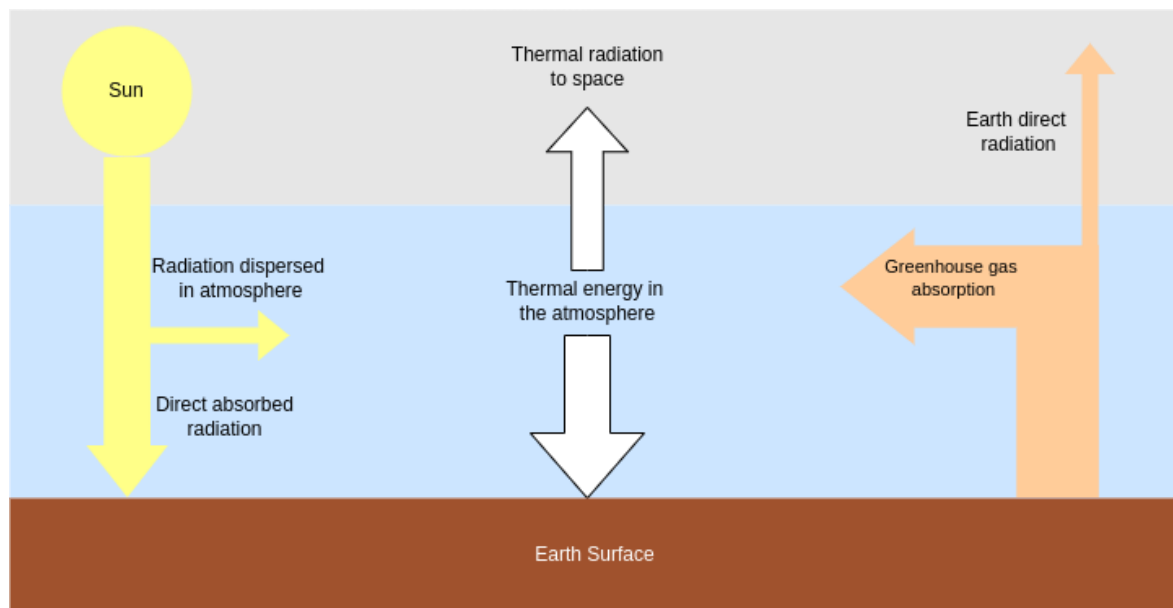 Sun
Thermal radiation
to space
Earth direct
radiation
Radiation dispersed
in atmosphere
Thermal energy in
the atmosphere
Greenhouse gas
absorption
Direct absorbed
radiation
Earth Surface